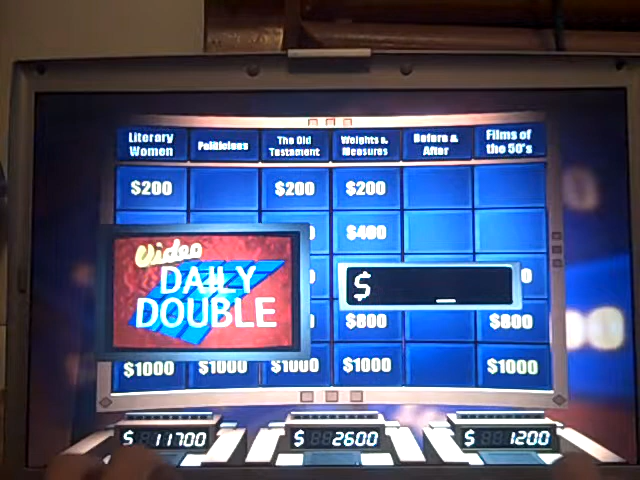 Literary Women
Politicians
The Old Testament
Weights & Measures
Before & After
Films of the 50's
$200
$200
$200
$400
Video
DAILY
DOUBLE
$
$800
$800
$1000
$1000
$1000
$1000
$1000
$ 11700
$ 2600
$ 1200